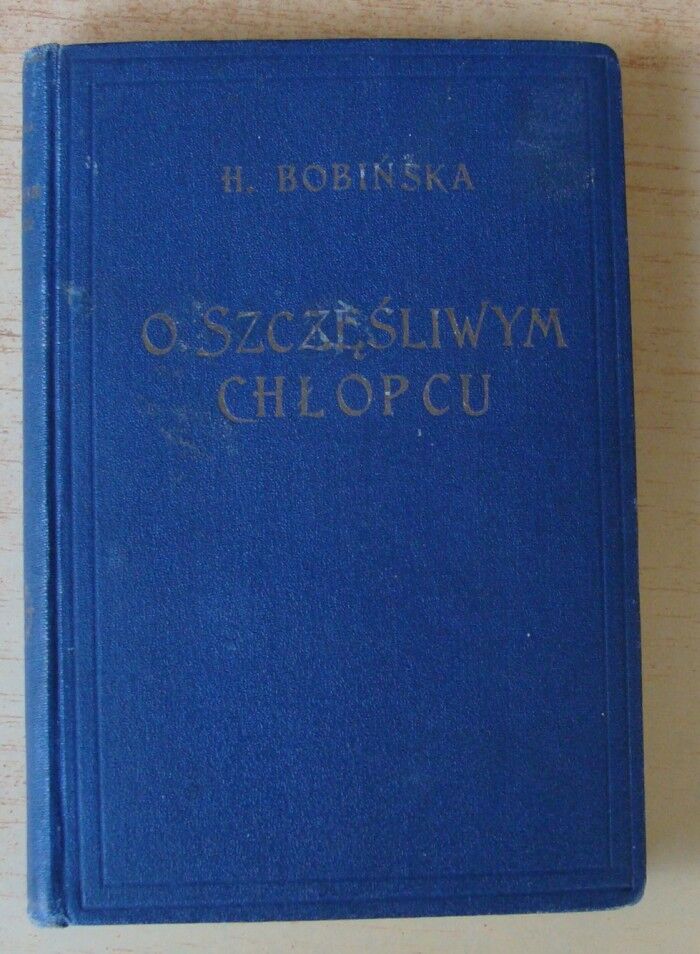 H. BOBIŃSKA
O SZCZĘŚLIWYM
CHŁOPCU